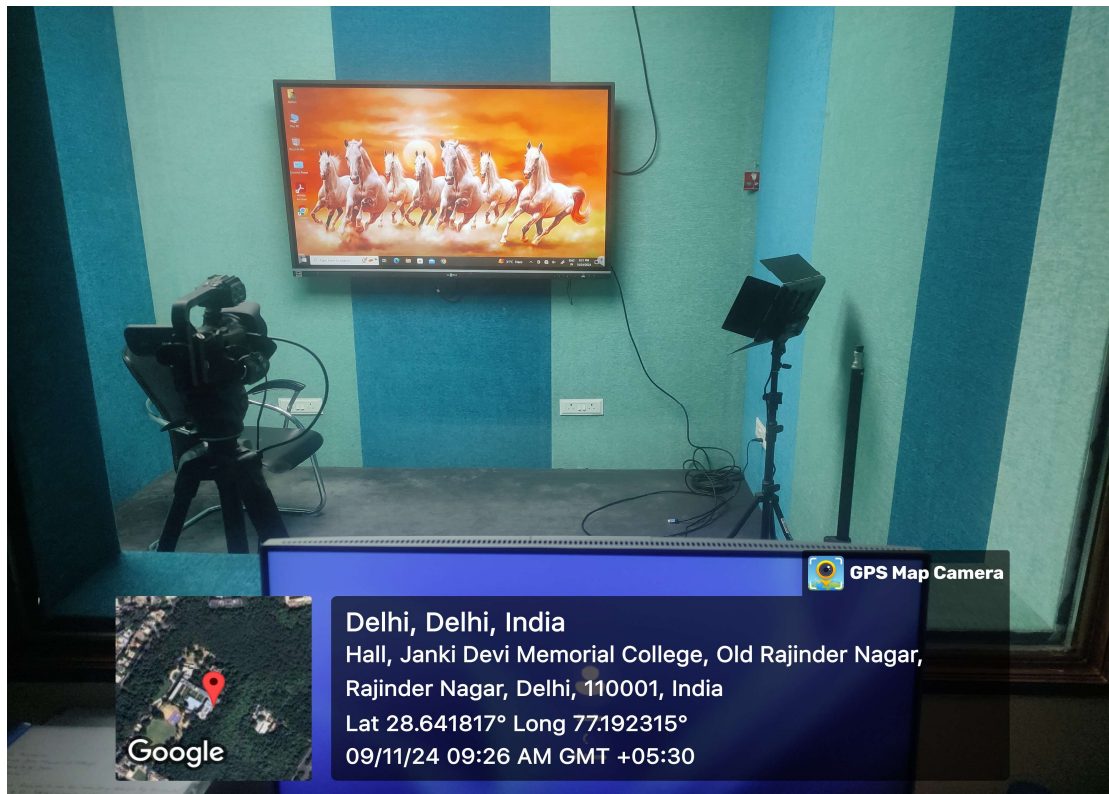 GPS Map Camera
Delhi, Delhi, India
Hall, Janki Devi Memorial College, Old Rajinder Nagar,
Rajinder Nagar, Delhi, 110001, India
Lat 28.641817° Long 77.192315°
09/11/24 09:26 AM GMT +05:30
Google